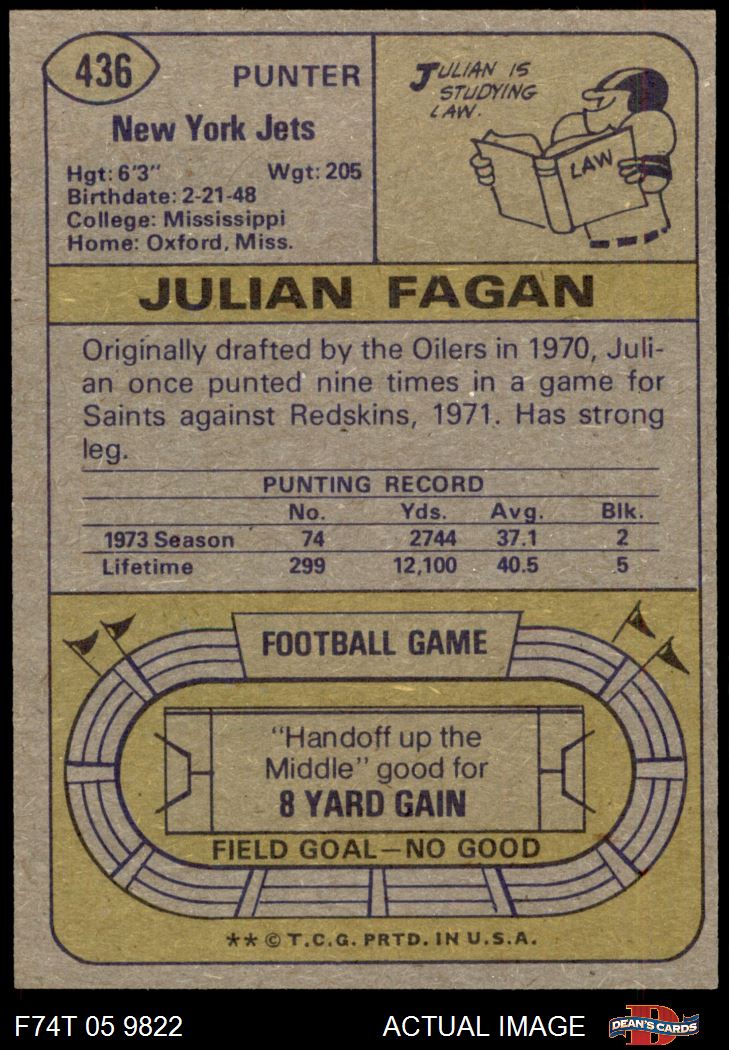 436
PUNTER
New York Jets
Hgt: 6'3" Wgt: 205
Birthdate: 2-21-48
College: Mississippi
Home: Oxford, Miss.
JULIAN IS
STUDYING
LAW.
LAW
JULIAN FAGAN
Originally drafted by the Oilers in 1970, Juli-
an once punted nine times in a game for
Saints against Redskins, 1971. Has strong
leg.
PUNTING RECORD
No. Yds. Avg. Blk.
1973 Season 74 2744 37.1 2
Lifetime 299 12,100 40.5 5
FOOTBALL GAME
"Handoff up the
Middle" good for
8 YARD GAIN
FIELD GOAL—NO GOOD
** © T.C.G. PRTD. IN U.S.A.
F74T 05 9822 ACTUAL IMAGE
D
DEAN'S CARDS